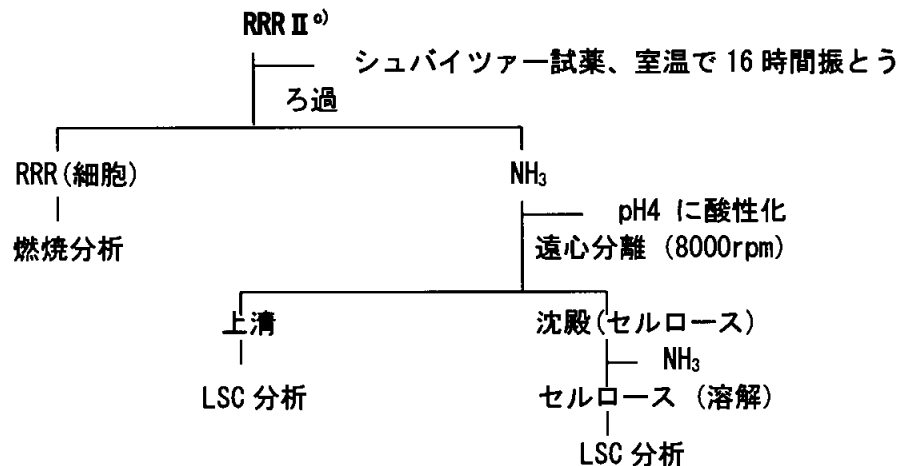 RRR Ⅱ c)
シュバイツァー試薬、室温で 16 時間振とう
ろ過
RRR(細胞)
NH₃
燃焼分析
pH4 に酸性化
遠心分離 (8000rpm)
上清
沈殿(セルロース)
NH₃
LSC 分析
セルロース (溶解)
LSC 分析